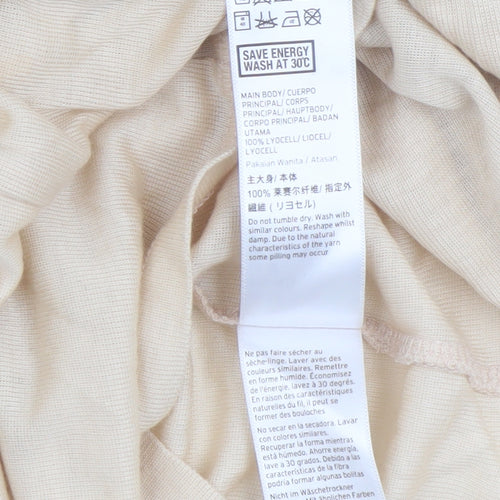 SAVE ENERGY
WASH AT 30°C
MAIN BODY/ CUERPO
PRINCIPAL/ CORPS
PRINCIPAL/ HAUPTBODY/
CORPO PRINCIPAL/ BADAN
UTAMA
100% LYOCELL/ LIOCEL/
LYOCELL
Pakaian Wanita / Atasan
主大身/ 本体
100% 莱赛尔纤维/ 指定外
繊維 (リヨセル)
Do not tumble dry. Wash with
similar colours. Reshape whilst
damp. Due to the natural
characteristics of the yarn
some pilling may occur
Ne pas faire sécher au
sèche-linge. Laver avec des
couleurs similaires. Remettre
en forme humide. Économisez
de l'énergie, lavez à 30 degrés.
En raison des caractéristiques
naturelles du fil, il peut se
former des bouloches
No secar en la secadora. Lavar
con colores similares.
Recuperar la forma mientras
está húmedo. Ahorre energía,
lave a 30 grados. Debido a las
características de la fibra
podría formar algunas bolillas
Nicht im Wäschetrockner
Mit ähnlichen Farben